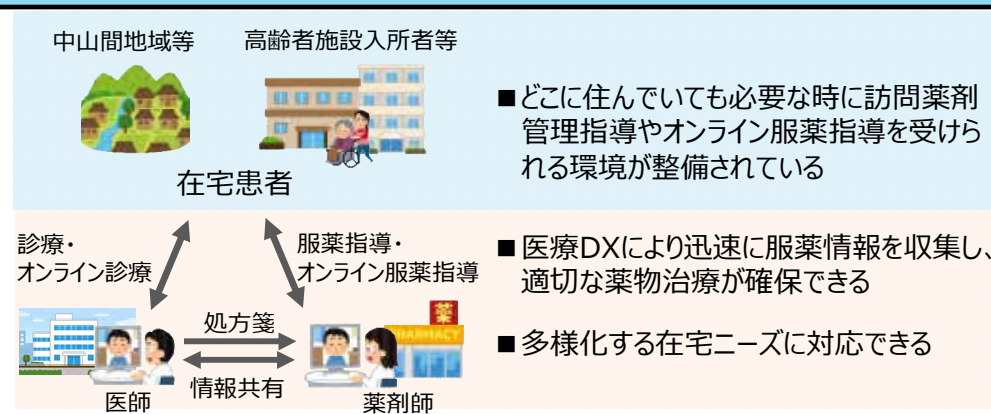 中山間地域等
高齢者施設入所者等
在宅患者
■どこに住んでいても必要な時に訪問薬剤
管理指導やオンライン服薬指導を受けら
れる環境が整備されている
診療・
オンライン診療
服薬指導・
オンライン服薬指導
処方箋
情報共有
医師
薬
PHARMACY
薬剤師
■ 医療DXにより迅速に服薬情報を収集し、
適切な薬物治療が確保できる
■ 多様化する在宅ニーズに対応できる